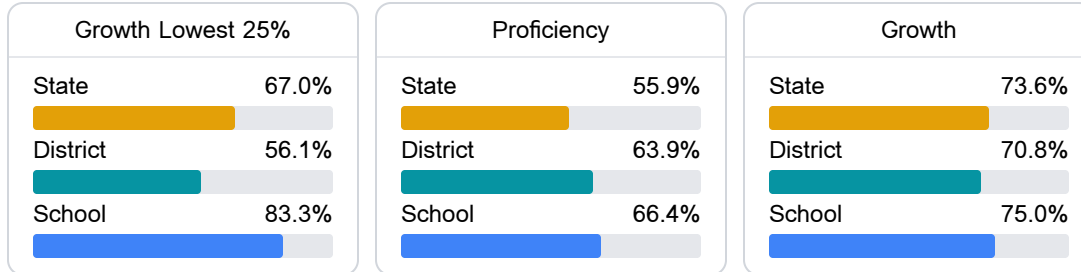 Growth Lowest 25%
State 67.0%
District 56.1%
School 83.3%
Proficiency
State 55.9%
District 63.9%
School 66.4%
Growth
State 73.6%
District 70.8%
School 75.0%